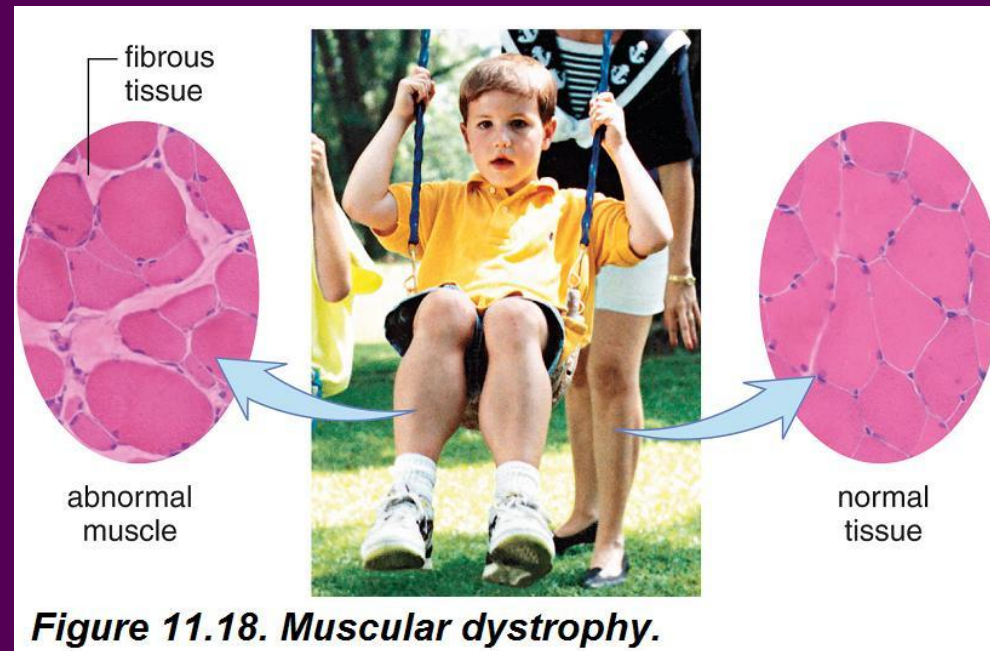 fibrous
tissue
abnormal
muscle
normal
tissue
Figure 11.18. Muscular dystrophy.